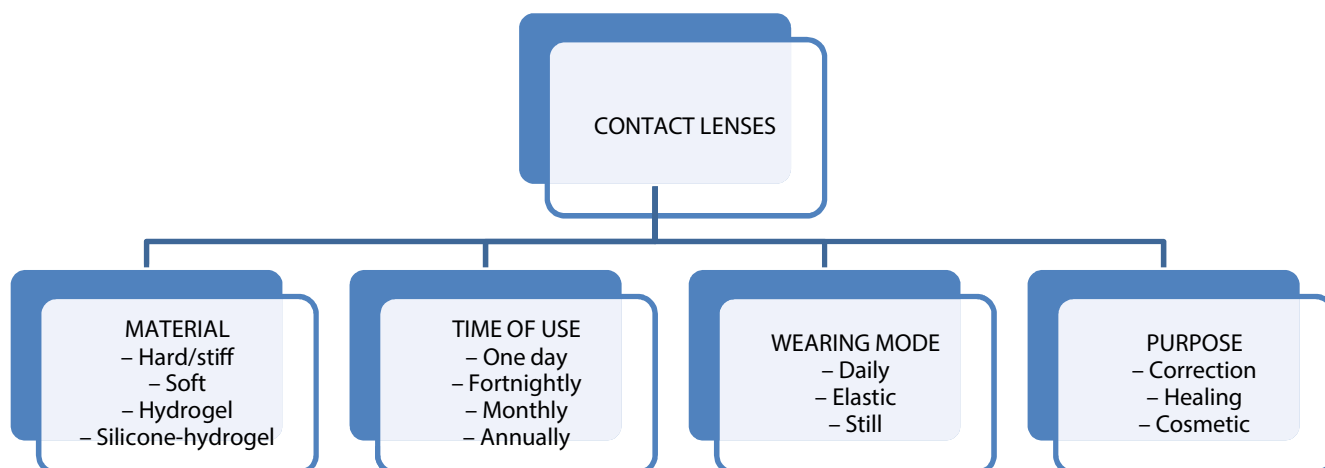 CONTACT LENSES
MATERIAL
– Hard/stiff
– Soft
– Hydrogel
– Silicone-hydrogel
TIME OF USE
– One day
– Fortnightly
– Monthly
– Annually
WEARING MODE
– Daily
– Elastic
– Still
PURPOSE
– Correction
– Healing
– Cosmetic